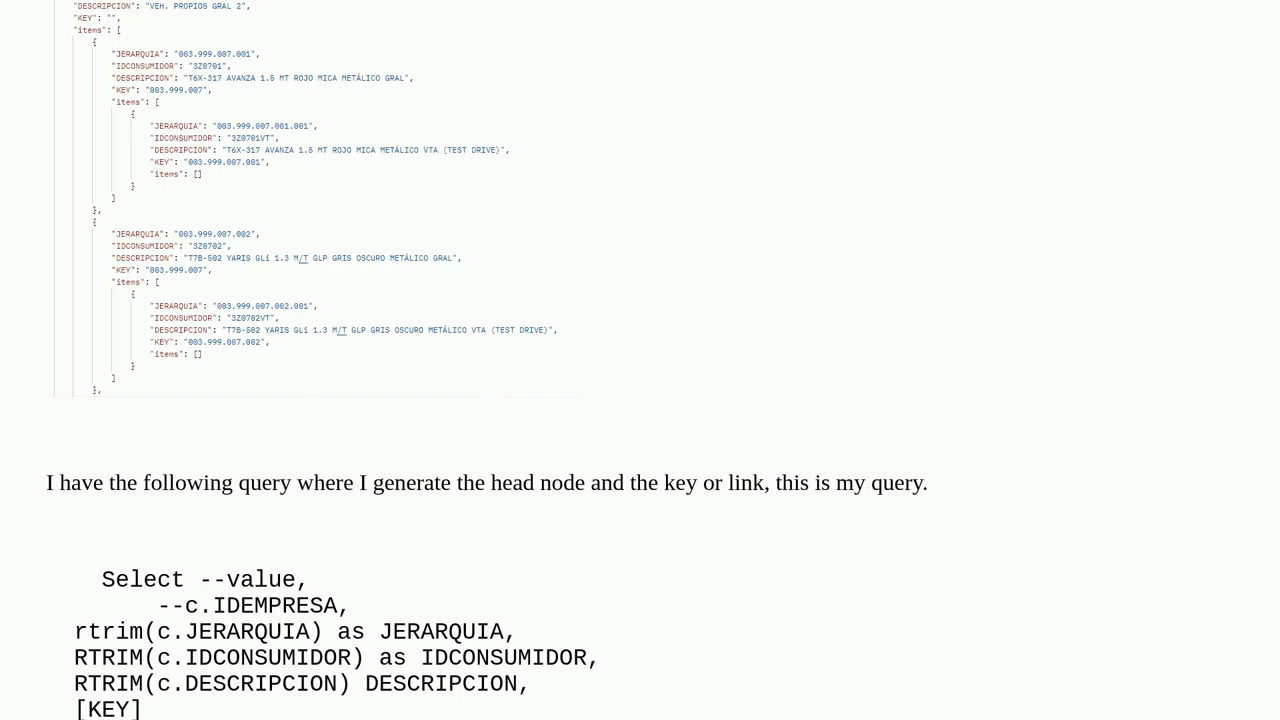 "DESCRIPCION": "VEH. PROPIOS GRAL 2",
"KEY": "",
"items": [
{
"JERARQUIA": "003.999.007.001",
"IDCONSUMIDOR": "3Z0701",
"DESCRIPCION": "T6X-317 AVANZA 1.5 MT ROJO MICA METÁLICO GRAL",
"KEY": "003.999.007",
"items": [
{
"JERARQUIA": "003.999.007.001.001",
"IDCONSUMIDOR": "3Z0701VT",
"DESCRIPCION": "T6X-317 AVANZA 1.5 MT ROJO MICA METÁLICO VTA (TEST DRIVE)",
"KEY": "003.999.007.001",
"items": []
}
]
},
{
"JERARQUIA": "003.999.007.002",
"IDCONSUMIDOR": "3Z0702",
"DESCRIPCION": "T7B-502 YARIS GLi 1.3 M/T GLP GRIS OSCURO METÁLICO GRAL",
"KEY": "003.999.007",
"items": [
{
"JERARQUIA": "003.999.007.002.001",
"IDCONSUMIDOR": "3Z0702VT",
"DESCRIPCION": "T7B-502 YARIS GLi 1.3 M/T GLP GRIS OSCURO METÁLICO VTA (TEST DRIVE)",
"KEY": "003.999.007.002",
"items": []
}
]
},
I have the following query where I generate the head node and the key or link, this is my query.
Select --value,
--c.IDEMPRESA,
rtrim(c.JERARQUIA) as JERARQUIA,
RTRIM(c.IDCONSUMIDOR) as IDCONSUMIDOR,
RTRIM(c.DESCRIPCION) DESCRIPCION,
[KEY]